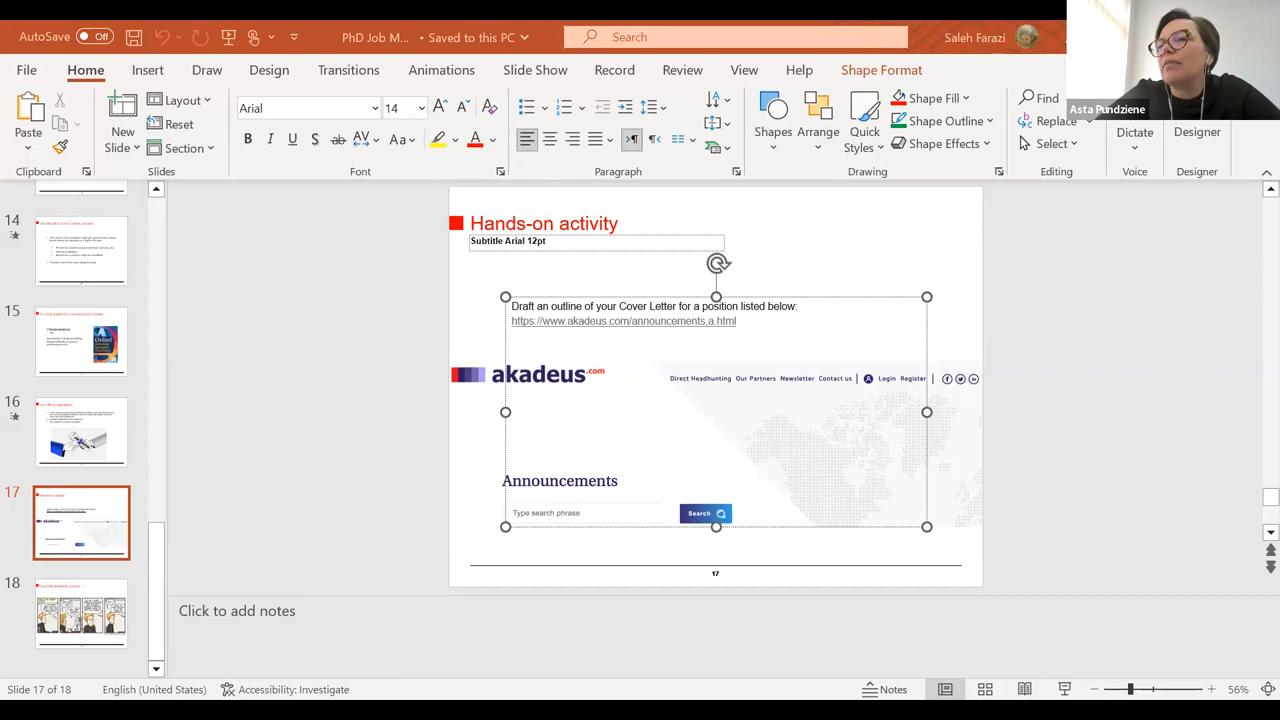 AutoSave Off PhD Job M... • Saved to this PC Search Saleh Farazi
Asta Pundziene
File Home Insert Draw Design Transitions Animations Slide Show Record Review View Help Shape Format
Paste
New
Slide
Layout
Reset
Section
Arial 14
B I U S ab AV Aa A A
Shapes
Arrange
Quick
Styles
Shape Fill
Shape Outline
Shape Effects
Find
Replace
Select
Dictate
Designer
Clipboard Slides Font Paragraph Drawing Editing Voice Designer
14
15
16
17
18
Oxford
Hands-on activity
Subtitle Arial 12pt
Draft an outline of your Cover Letter for a position listed below:
https://www.akadeus.com/announcements,a.html
akadeus.com
Direct Headhunting Our Partners Newsletter Contact us Login Register
Announcements
Type search phrase Search
17
Click to add notes
Slide 17 of 18 English (United States) Accessibility: Investigate Notes 56%